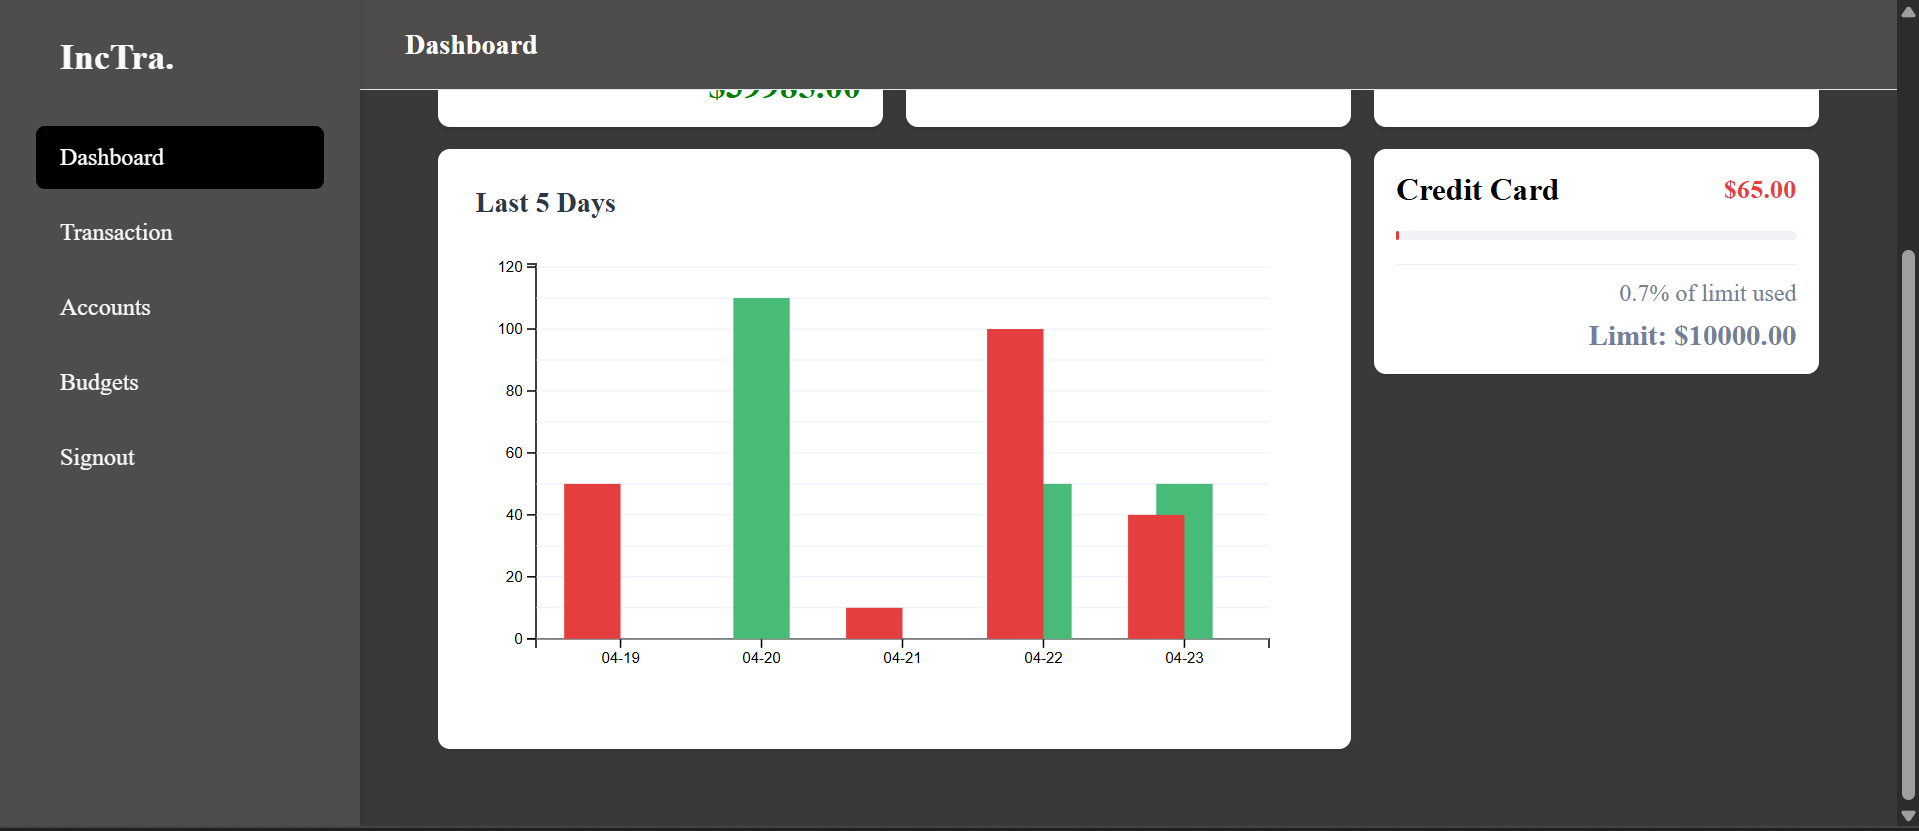 IncTra.
Dashboard
Transaction
Accounts
Budgets
Signout
Dashboard
Last 5 Days
120
100
80
60
40
20
0
04-19
04-20
04-21
04-22
04-23
Credit Card
$65.00
0.7% of limit used
Limit: $10000.00